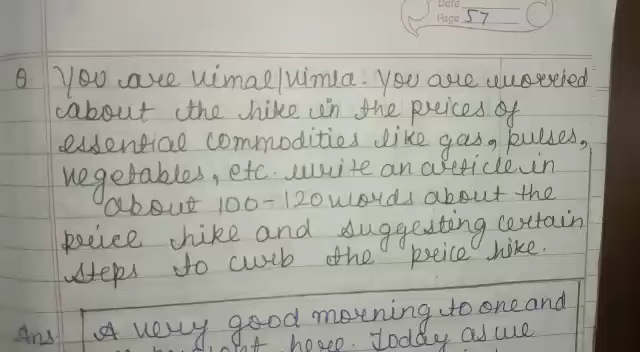 Date
Page 57
Q You are Vimal/Vimla. You are worried
about the hike in the prices of
essential commodities like gas, pulses,
vegetables, etc. write an article in
about 100-120 words about the
price hike and suggesting certain
steps to curb the price hike.
Ans A very good morning to one and
here. Today as we